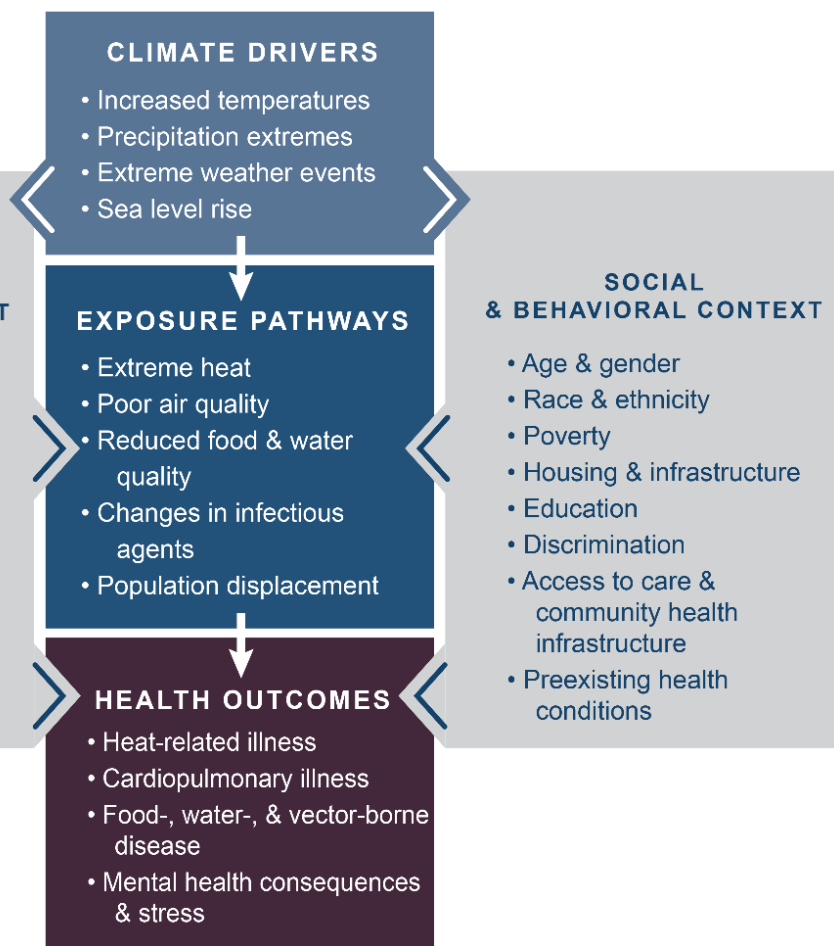 CLIMATE DRIVERS
• Increased temperatures
• Precipitation extremes
• Extreme weather events
• Sea level rise
T
EXPOSURE PATHWAYS
• Extreme heat
• Poor air quality
• Reduced food & water
quality
• Changes in infectious
agents
• Population displacement
SOCIAL
& BEHAVIORAL CONTEXT
• Age & gender
• Race & ethnicity
• Poverty
• Housing & infrastructure
• Education
• Discrimination
• Access to care &
community health
infrastructure
• Preexisting health
conditions
HEALTH OUTCOMES
• Heat-related illness
• Cardiopulmonary illness
• Food-, water-, & vector-borne
disease
• Mental health consequences
& stress